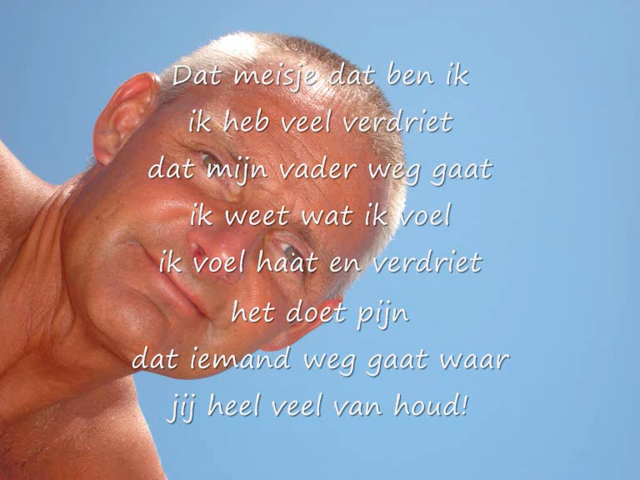 Dat meisje dat ben ik
ik heb veel verdriet
dat mijn vader weg gaat
ik weet wat ik voel
ik voel haat en verdriet
het doet pijn
dat iemand weg gaat waar
jij heel veel van houd!